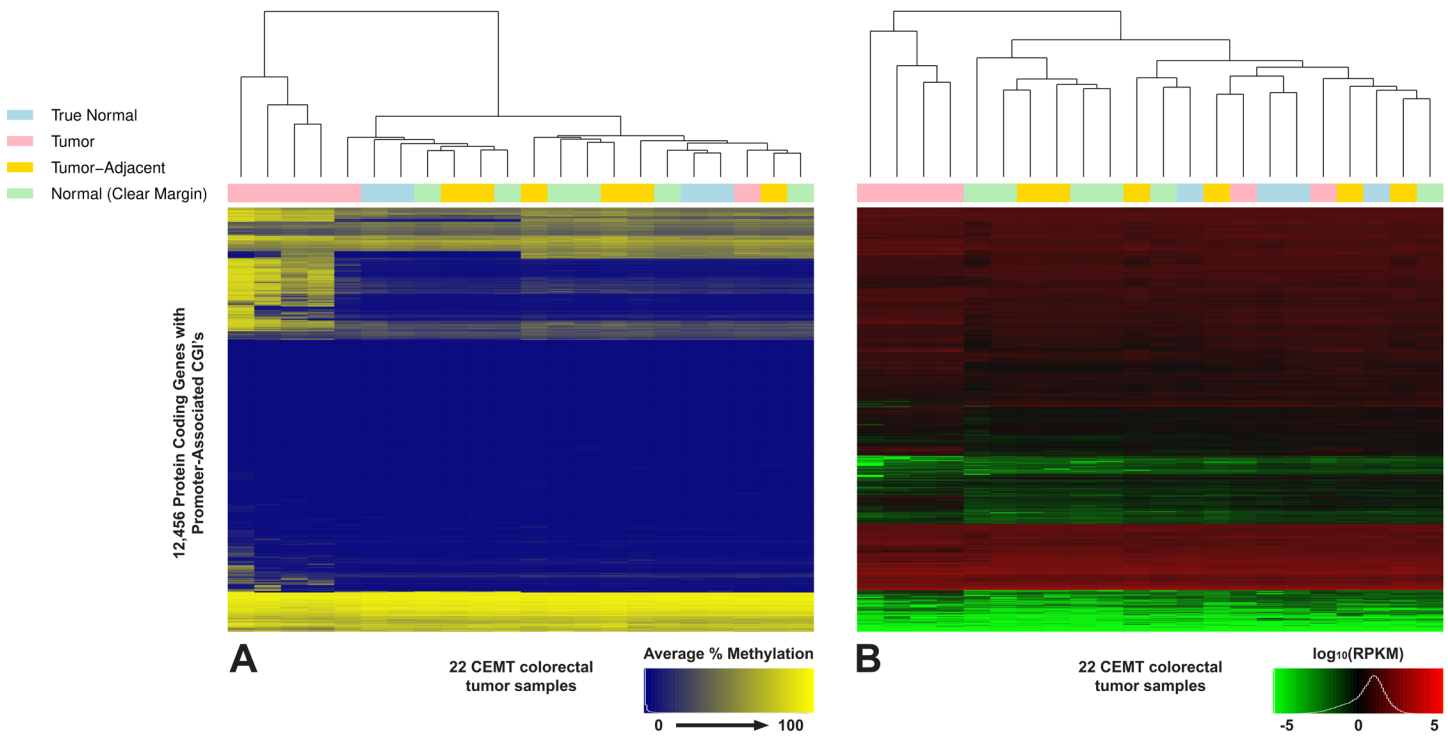 True Normal
Tumor
Tumor−Adjacent
Normal (Clear Margin)
12,456 Protein Coding Genes with
Promoter-Associated CGI's
A
22 CEMT colorectal
tumor samples
Average % Methylation
0
100
B
22 CEMT colorectal
tumor samples
log₁₀(RPKM)
-5
0
5